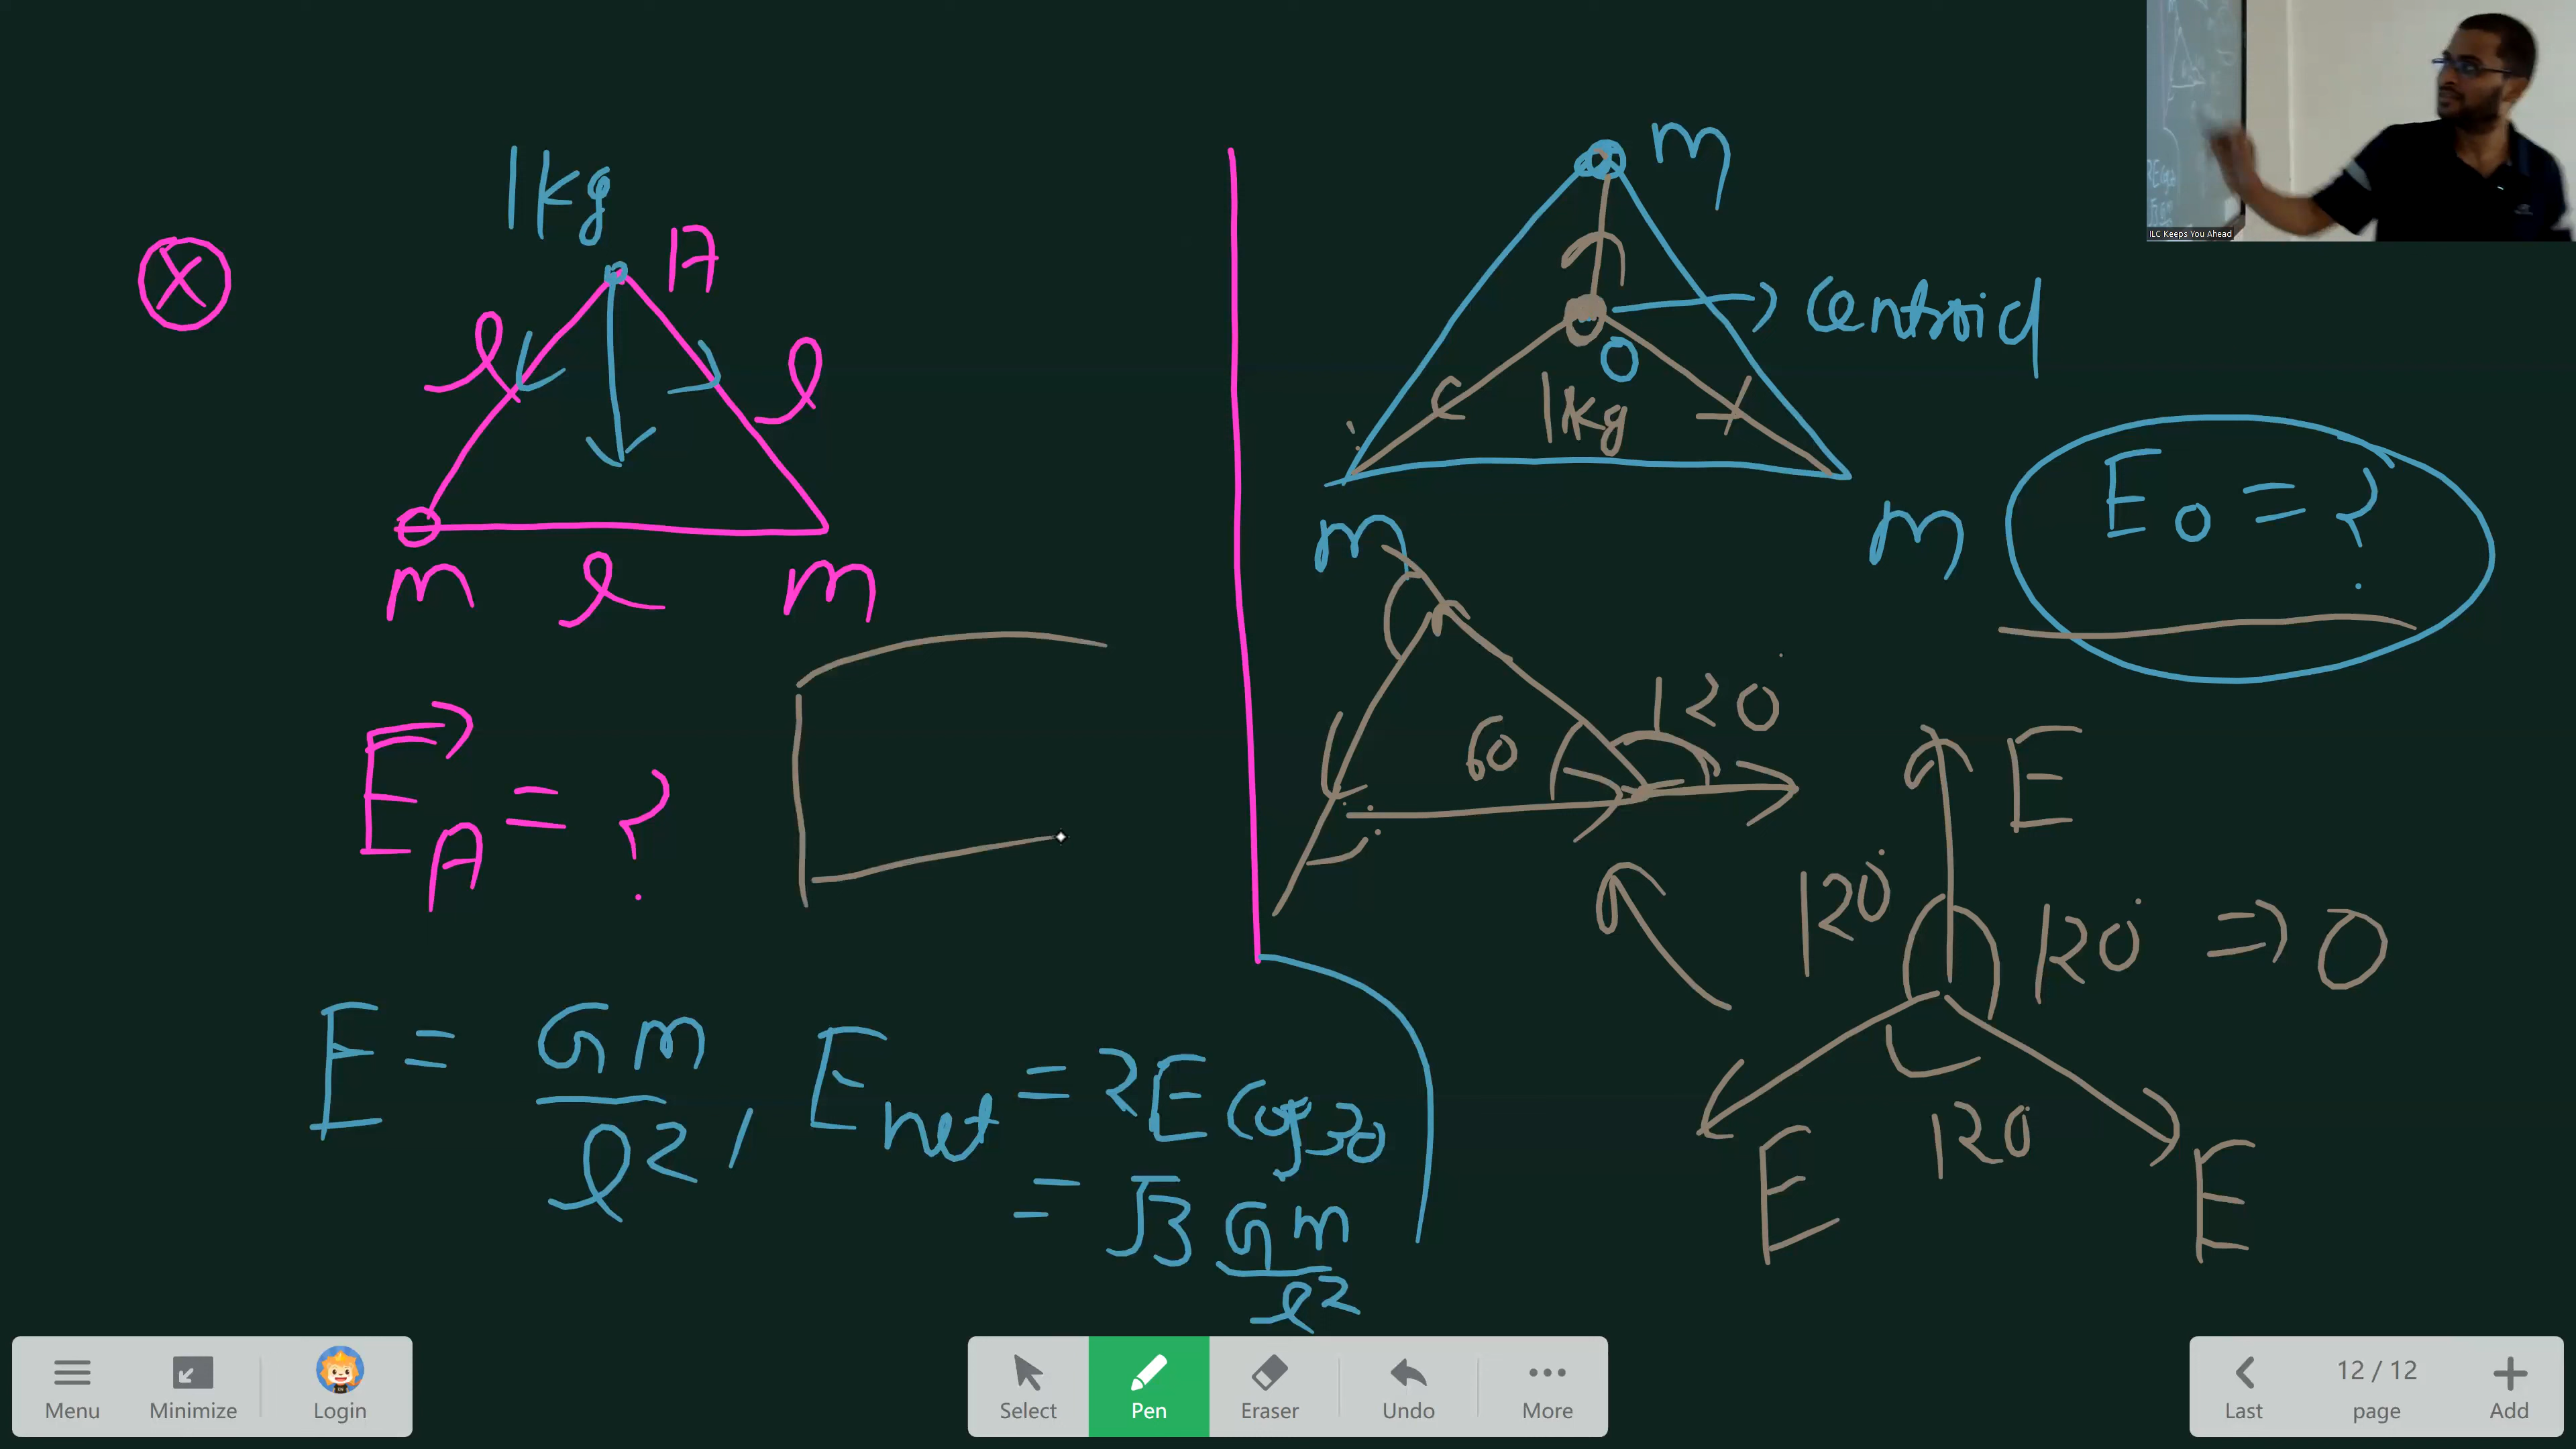 1kg
A
l
l
m
l
m
E_A = ?
E = Gm/l², E_net = 2E Cos30
= √3 Gm/l²
m
centroid
O
1kg
m
m
E_O = ?
60
120°
E
120°
120° ⇒ 0
120
E
E
ILC Keeps You Ahead
Menu
Minimize
Login
Select
Pen
Eraser
Undo
More
Last
12 / 12
page
Add